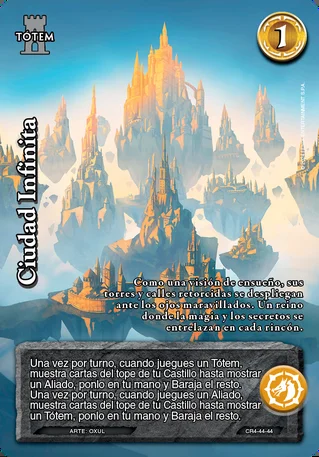 TÓTEM
1
Ciudad Infinita
Como una visión de ensueño, sus
torres y calles retorcidas se despliegan
ante los ojos maravillados. Un reino
donde la magia y los secretos se
entrelazan en cada rincón.
Una vez por turno, cuando juegues un Tótem,
muestra cartas del tope de tu Castillo hasta mostrar
un Aliado, ponlo en tu mano y Baraja el resto.
Una vez por turno, cuando juegues un Aliado,
muestra cartas del tope de tu Castillo hasta mostrar
un Tótem, ponlo en tu mano y Baraja el resto.
ARTE: OXUL
CR4-44-44